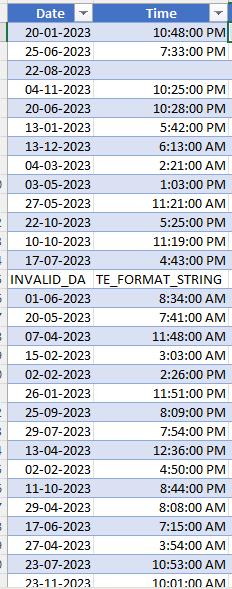 Date Time
20-01-2023 10:48:00 PM
25-06-2023 7:33:00 PM
22-08-2023
04-11-2023 10:25:00 PM
20-06-2023 10:28:00 PM
13-01-2023 5:42:00 PM
13-12-2023 6:13:00 AM
04-03-2023 2:21:00 AM
03-05-2023 1:03:00 PM
27-05-2023 11:21:00 AM
22-10-2023 5:25:00 PM
10-10-2023 11:19:00 PM
17-07-2023 4:43:00 PM
INVALID_DA TE_FORMAT_STRING
01-06-2023 8:34:00 AM
20-05-2023 7:41:00 AM
07-04-2023 11:48:00 AM
15-02-2023 3:03:00 AM
02-02-2023 2:26:00 PM
26-01-2023 11:51:00 PM
25-09-2023 8:09:00 PM
29-07-2023 7:54:00 PM
13-04-2023 12:36:00 PM
02-02-2023 4:50:00 PM
11-10-2023 8:44:00 PM
29-04-2023 8:08:00 AM
17-06-2023 7:15:00 AM
27-04-2023 3:54:00 AM
23-07-2023 10:53:00 AM
23-11-2023 10:01:00 AM